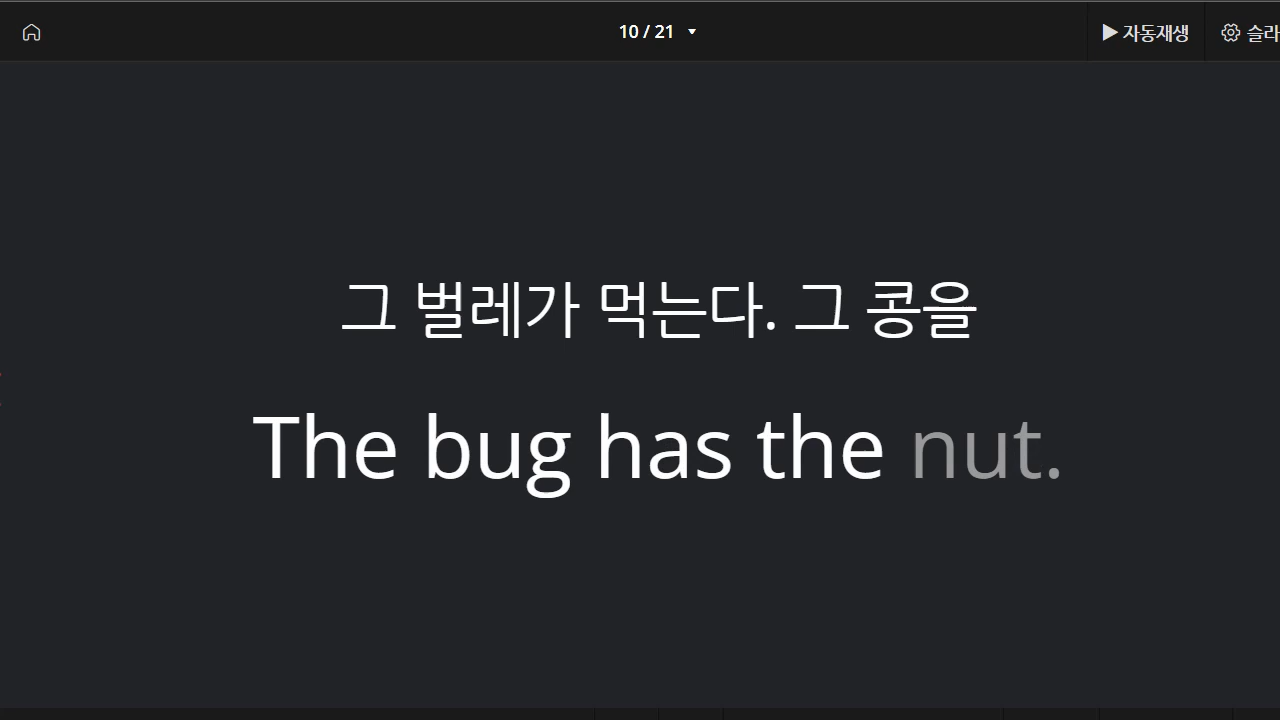 10 / 21
자동재생
슬라
그 벌레가 먹는다. 그 콩을
The bug has the nut.